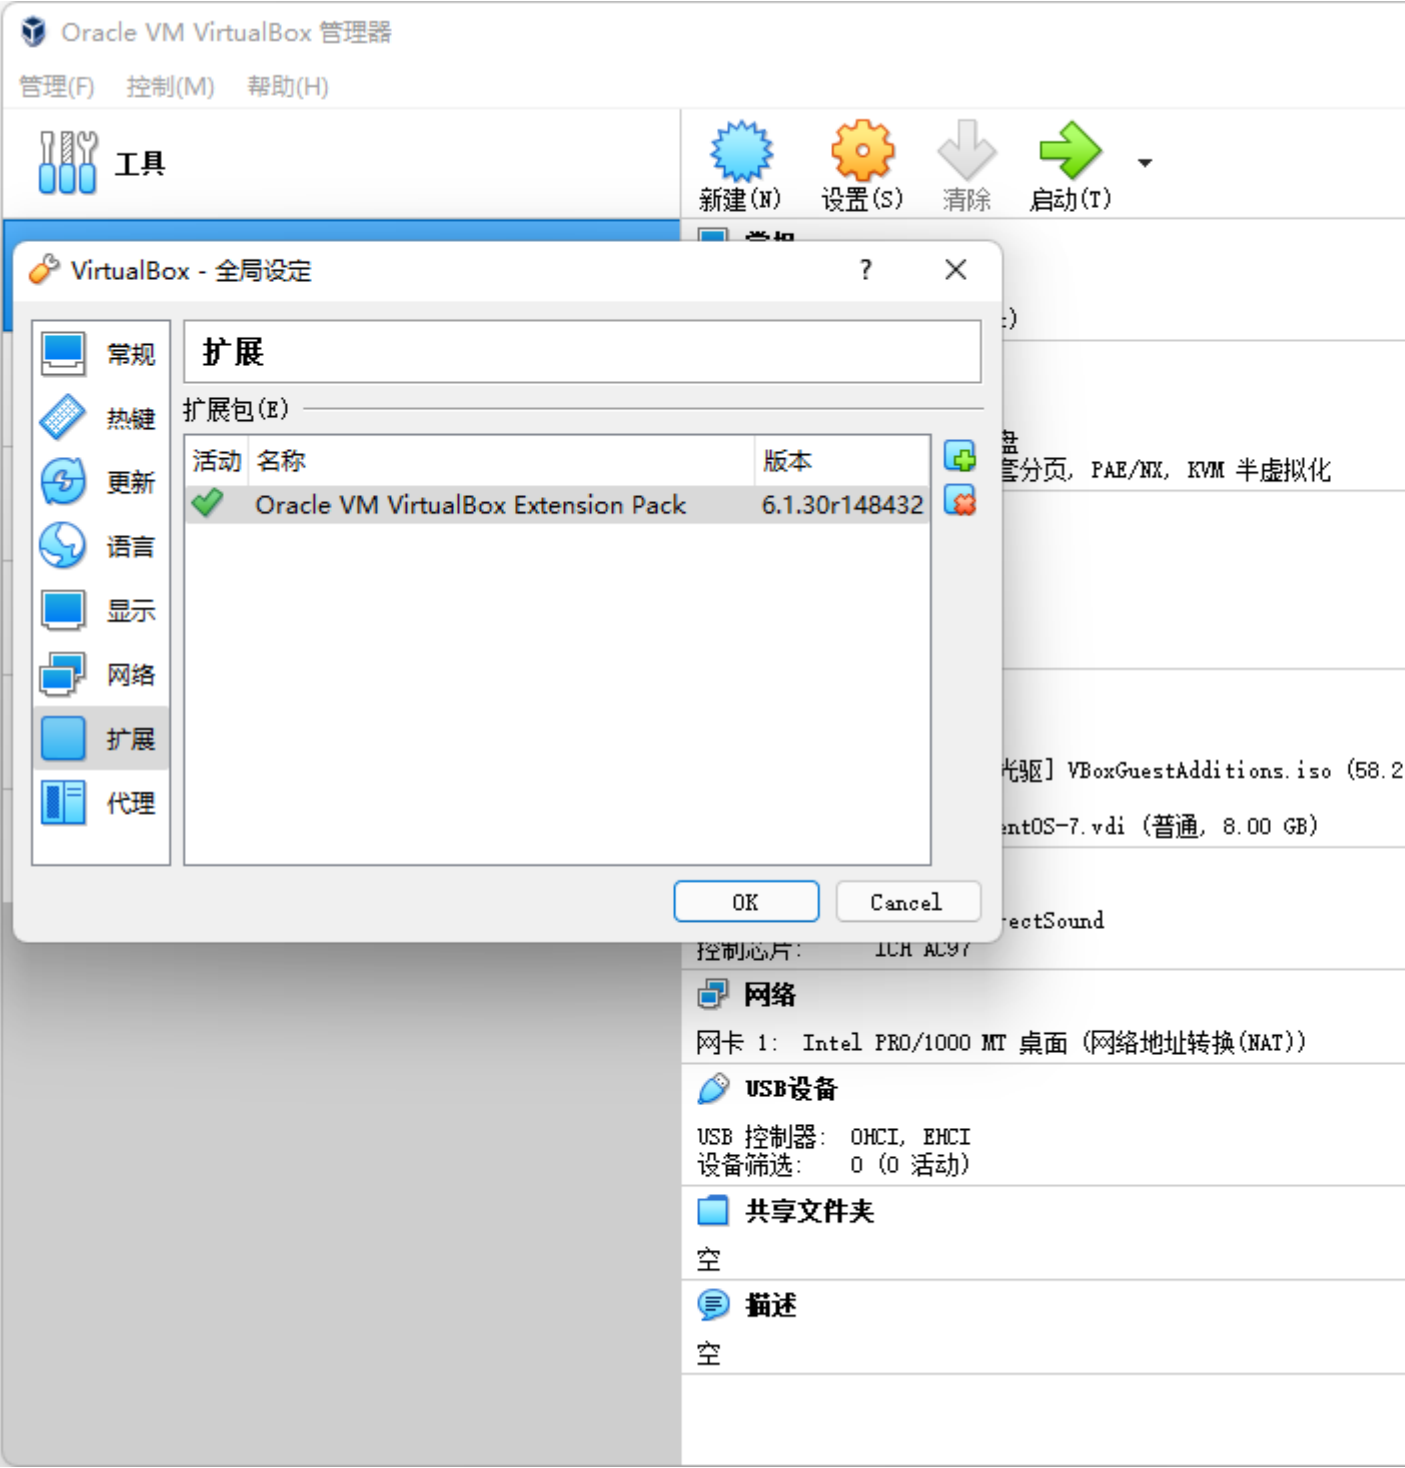 Oracle VM VirtualBox 管理器
管理(F) 控制(M) 帮助(H)
工具
新建(N) 设置(S) 清除 启动(T)
VirtualBox - 全局设定 ?
常规
热键
更新
语言
显示
网络
扩展
代理
扩展
扩展包(E)
活动 名称 版本
Oracle VM VirtualBox Extension Pack 6.1.30r148432
OK Cancel
盘
套分页, PAE/NX, KVM 半虚拟化
光驱] VBoxGuestAdditions.iso (58.2
entOS-7.vdi (普通, 8.00 GB)
rectSound
控制芯片: ICH AC97
网络
网卡 1: Intel PRO/1000 MT 桌面 (网络地址转换(NAT))
USB设备
USB 控制器: OHCI, EHCI
设备筛选: 0 (0 活动)
共享文件夹
空
描述
空